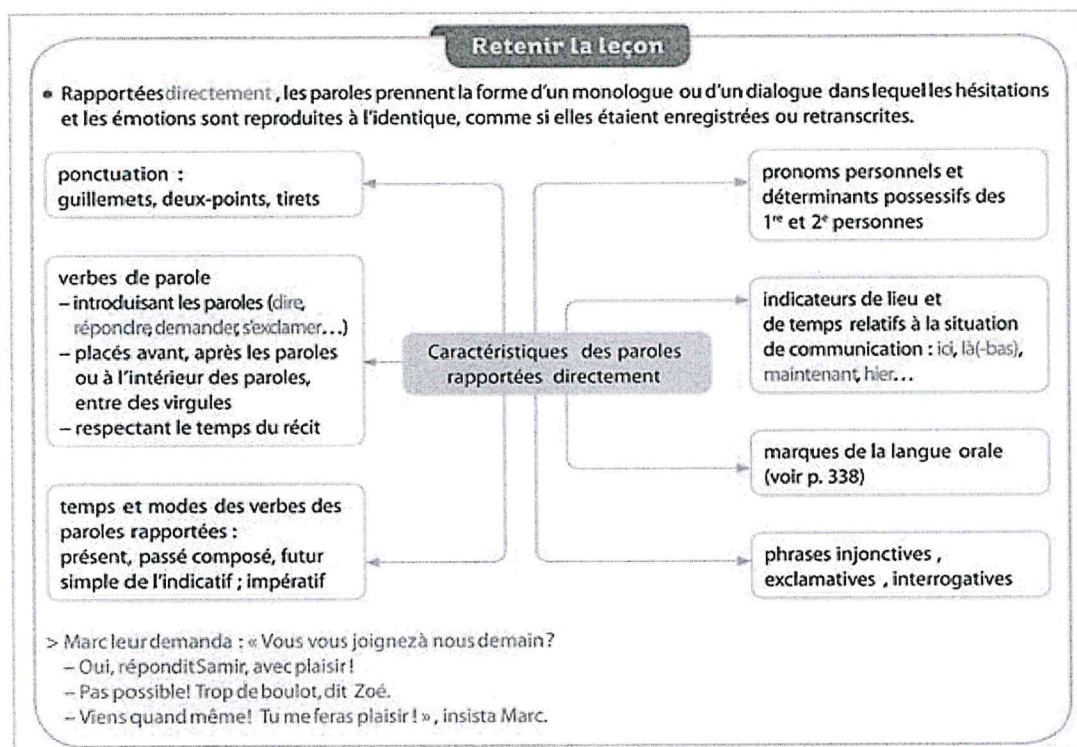 Retenir la leçon
• Rapportées directement, les paroles prennent la forme d'un monologue ou d'un dialogue dans lequel les hésitations
et les émotions sont reproduites à l'identique, comme si elles étaient enregistrées ou retranscrites.
ponctuation :
guillemets, deux-points, tirets
verbes de parole
– introduisant les paroles (dire,
répondre, demander, s'exclamer…)
– placés avant, après les paroles
ou à l'intérieur des paroles,
entre des virgules
– respectant le temps du récit
temps et modes des verbes des
paroles rapportées :
présent, passé composé, futur
simple de l'indicatif ; impératif
Caractéristiques des paroles
rapportées directement
pronoms personnels et
déterminants possessifs des
1re et 2e personnes
indicateurs de lieu et
de temps relatifs à la situation
de communication : ici, là(-bas),
maintenant, hier…
marques de la langue orale
(voir p. 338)
phrases injonctives ,
exclamatives , interrogatives
> Marc leur demanda : « Vous vous joignez à nous demain ?
– Oui, répondit Samir, avec plaisir !
– Pas possible ! Trop de boulot, dit Zoé.
– Viens quand même ! Tu me feras plaisir ! », insista Marc.